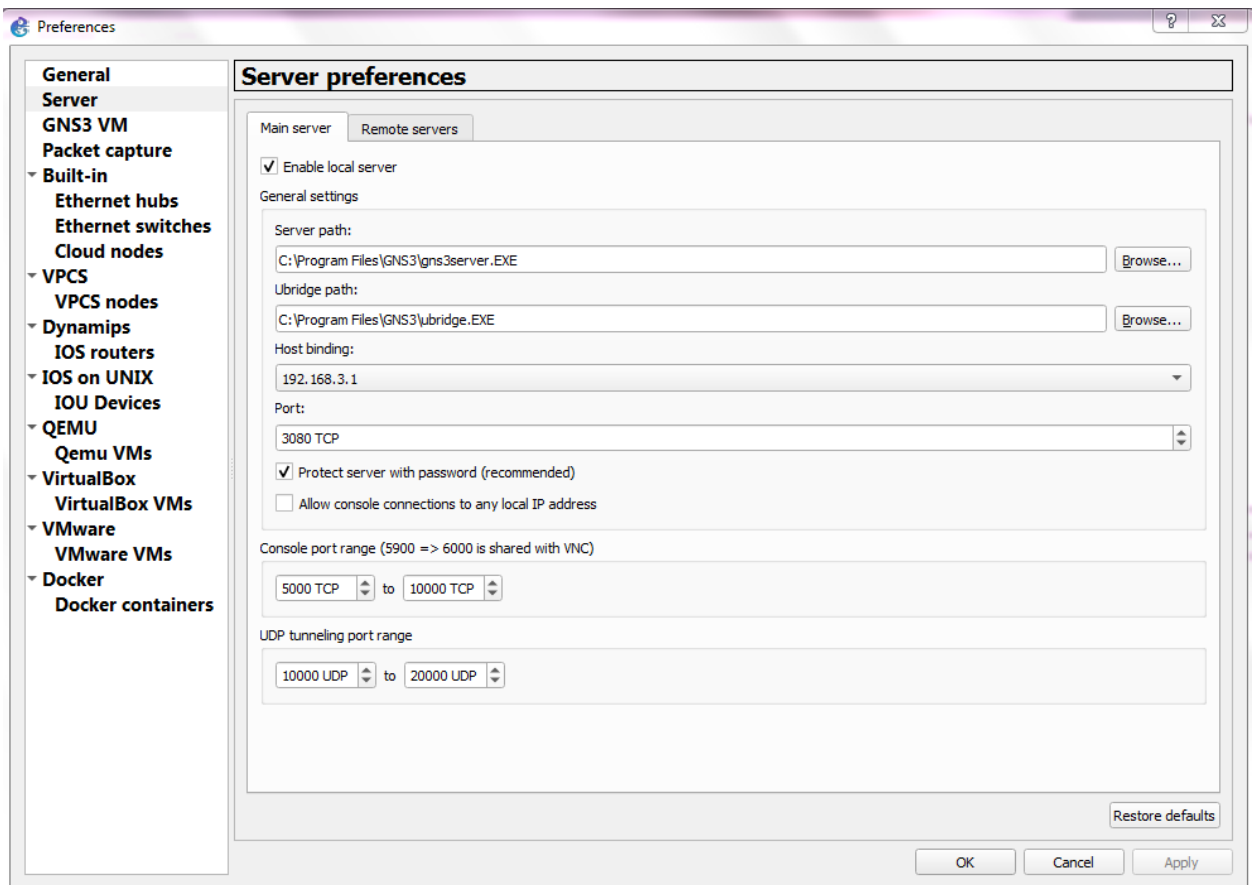 Preferences
General
Server
GNS3 VM
Packet capture
Built-in
Ethernet hubs
Ethernet switches
Cloud nodes
VPCS
VPCS nodes
Dynamips
IOS routers
IOS on UNIX
IOU Devices
QEMU
Qemu VMs
VirtualBox
VirtualBox VMs
VMware
VMware VMs
Docker
Docker containers
Server preferences
Main server Remote servers
Enable local server
General settings
Server path:
C:\Program Files\GNS3\gns3server.EXE Browse...
Ubridge path:
C:\Program Files\GNS3\ubridge.EXE Browse...
Host binding:
192.168.3.1
Port:
3080 TCP
Protect server with password (recommended)
Allow console connections to any local IP address
Console port range (5900 => 6000 is shared with VNC)
5000 TCP to 10000 TCP
UDP tunneling port range
10000 UDP to 20000 UDP
Restore defaults
OK Cancel Apply